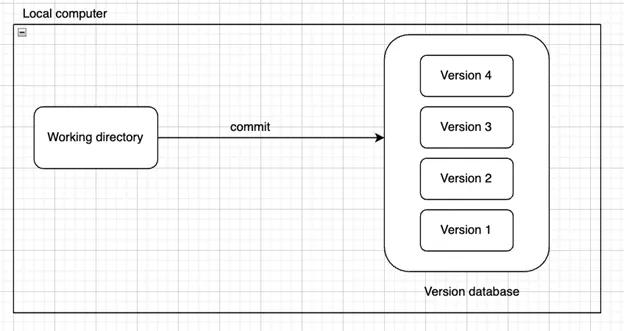 Local computer
Working directory
commit
Version 4
Version 3
Version 2
Version 1
Version database